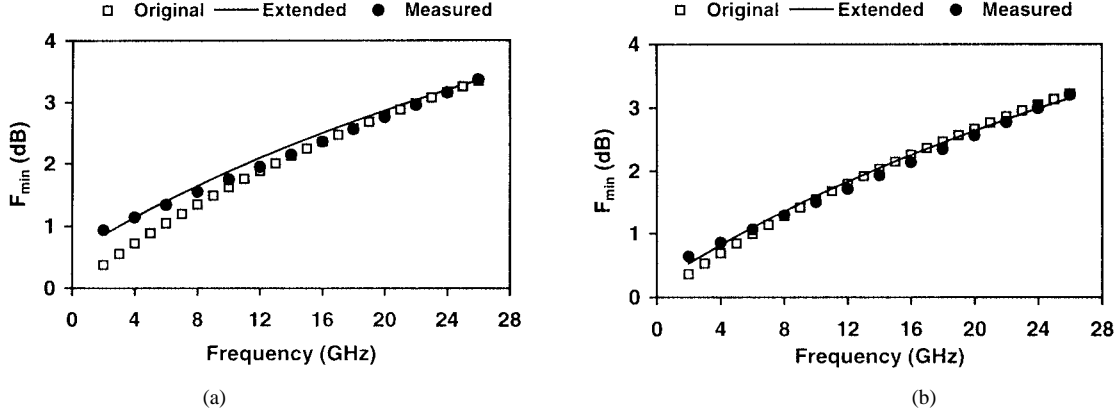 Original Extended Measured
4
3
2
1
0
F_min (dB)
0 4 8 12 16 20 24 28
Frequency (GHz)
(a)
Original Extended Measured
4
3
2
1
0
F_min (dB)
0 4 8 12 16 20 24 28
Frequency (GHz)
(b)